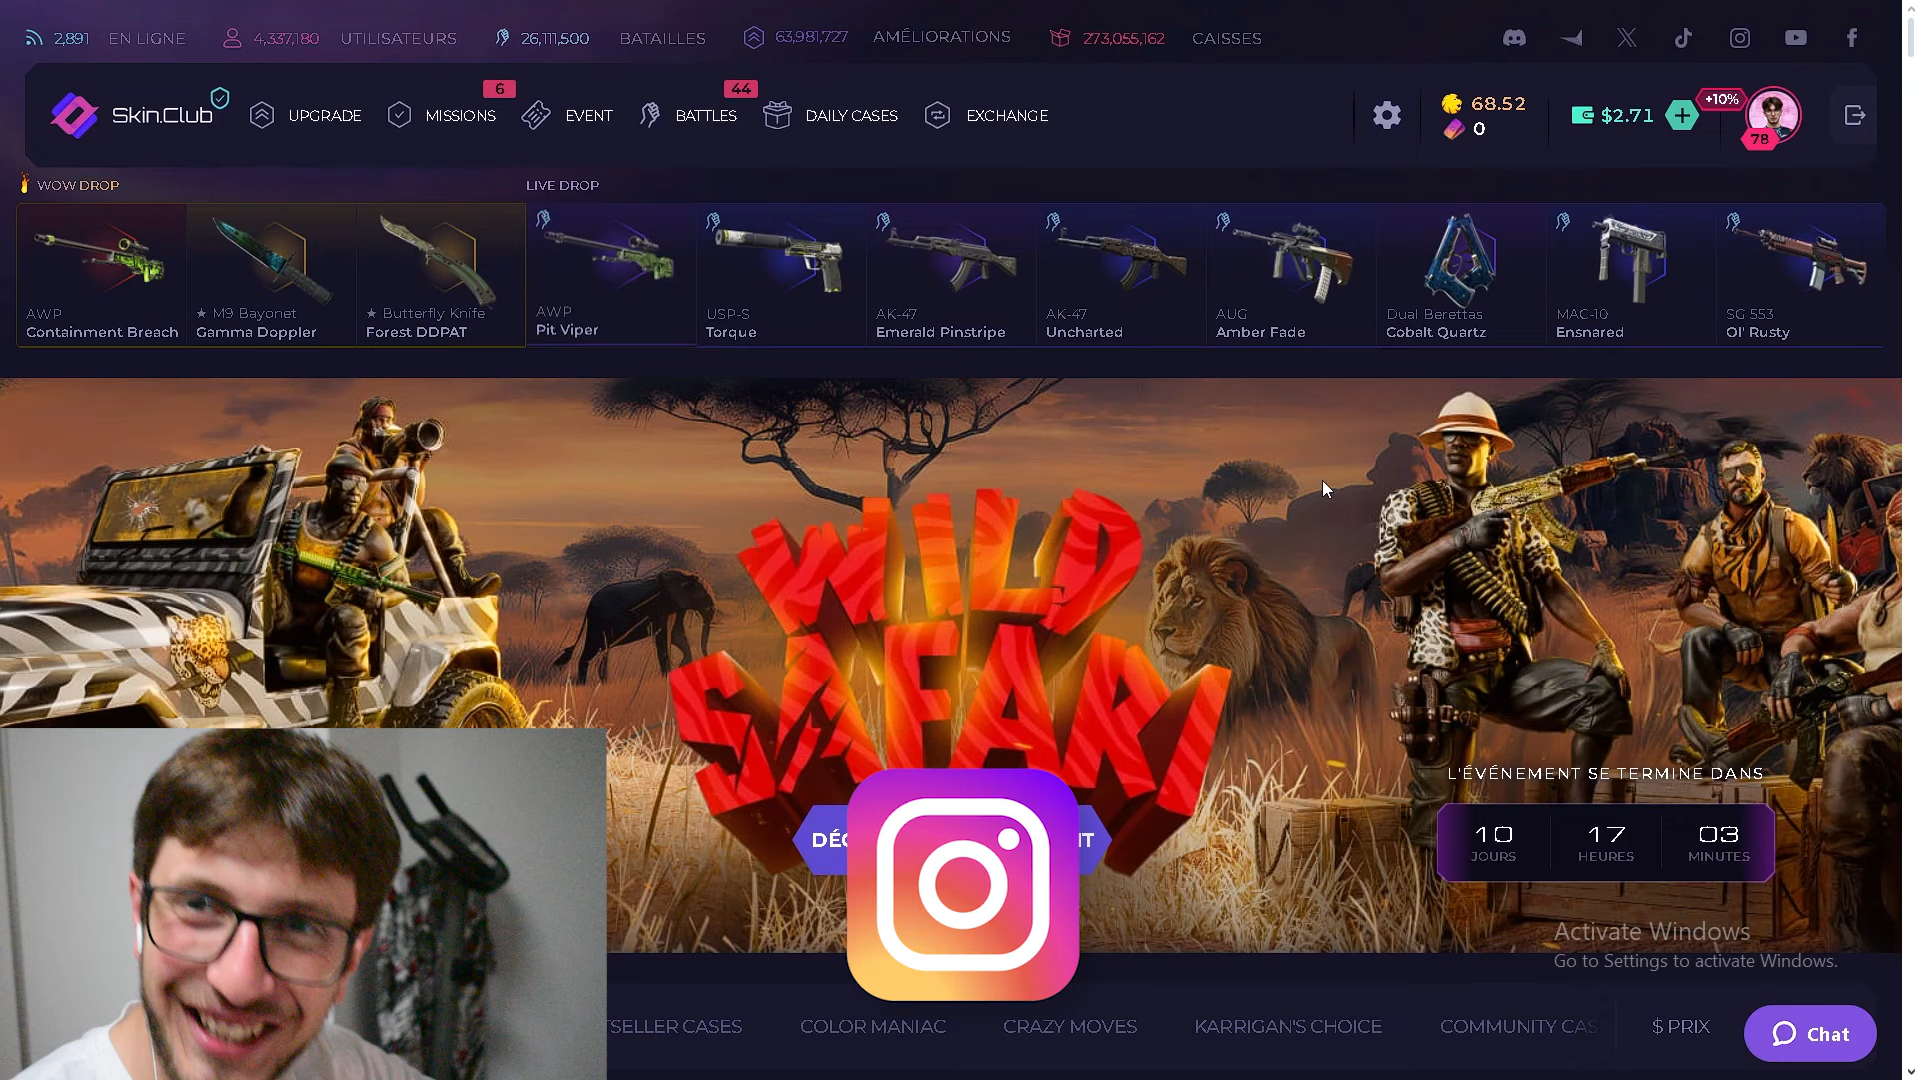 2,891 EN LIGNE 4,337,180 UTILISATEURS 26,111,500 BATAILLES 63,981,727 AMÉLIORATIONS 273,055,162 CAISSES
Skin.Club UPGRADE MISSIONS 6 EVENT BATTLES 44 DAILY CASES EXCHANGE
68.52
0
$2.71
+10%
78
WOW DROP
LIVE DROP
AWP
Containment Breach
★ M9 Bayonet
Gamma Doppler
★ Butterfly Knife
Forest DDPAT
AWP
Pit Viper
USP-S
Torque
AK-47
Emerald Pinstripe
AK-47
Uncharted
AUG
Amber Fade
Dual Berettas
Cobalt Quartz
MAC-10
Ensnared
SG 553
Ol' Rusty
WILD
SAFARI
L'ÉVÉNEMENT SE TERMINE DANS
10 17 03
JOURS HEURES MINUTES
Activate Windows
Go to Settings to activate Windows.
CASES COLOR MANIAC CRAZY MOVES KARRIGAN'S CHOICE COMMUNITY $ PRIX
Chat